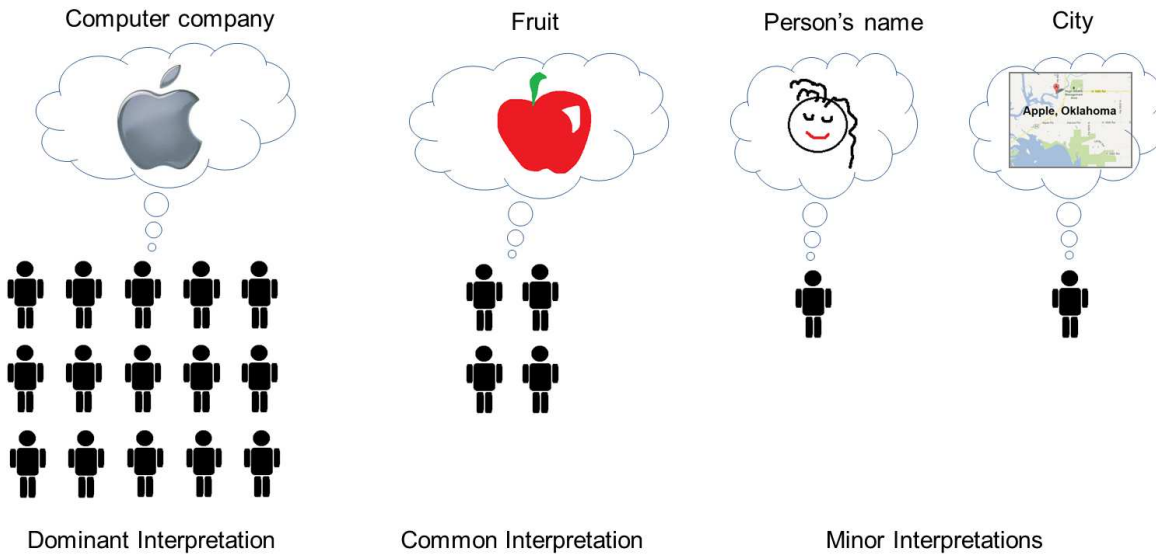 Computer company
Fruit
Person's name
City
Apple, Oklahoma
Dominant Interpretation
Common Interpretation
Minor Interpretations